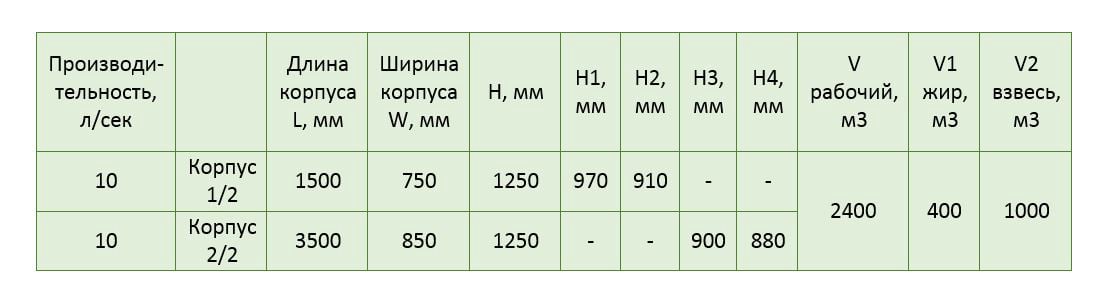 Производи-
тельность,
л/сек
Длина
корпуса
L, мм
Ширина
корпуса
W, мм
H, мм
H1,
мм
H2,
мм
H3,
мм
H4,
мм
V
рабочий,
м3
V1
жир,
м3
V2
взвесь,
м3
10
Корпус
1/2
1500
750
1250
970
910
-
-
2400
400
1000
10
Корпус
2/2
3500
850
1250
-
-
900
880